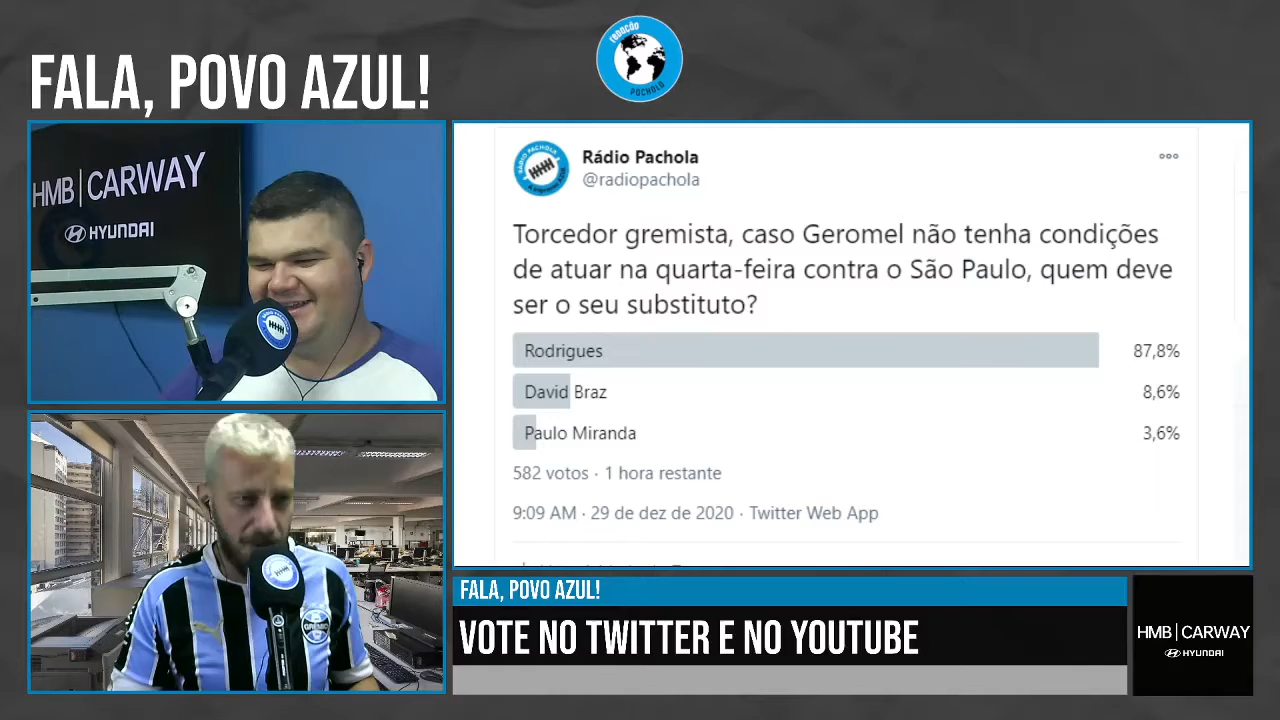 FALA, POVO AZUL!
REDAÇÃO
PACHOLA
HMB | CARWAY
HYUNDAI
Rádio Pachola
@radiopachola
Torcedor gremista, caso Geromel não tenha condições
de atuar na quarta-feira contra o São Paulo, quem deve
ser o seu substituto?
Rodrigues 87,8%
David Braz 8,6%
Paulo Miranda 3,6%
582 votos · 1 hora restante
9:09 AM · 29 de dez de 2020 · Twitter Web App
GRÊMIO
FALA, POVO AZUL!
VOTE NO TWITTER E NO YOUTUBE
HMB | CARWAY
HYUNDAI